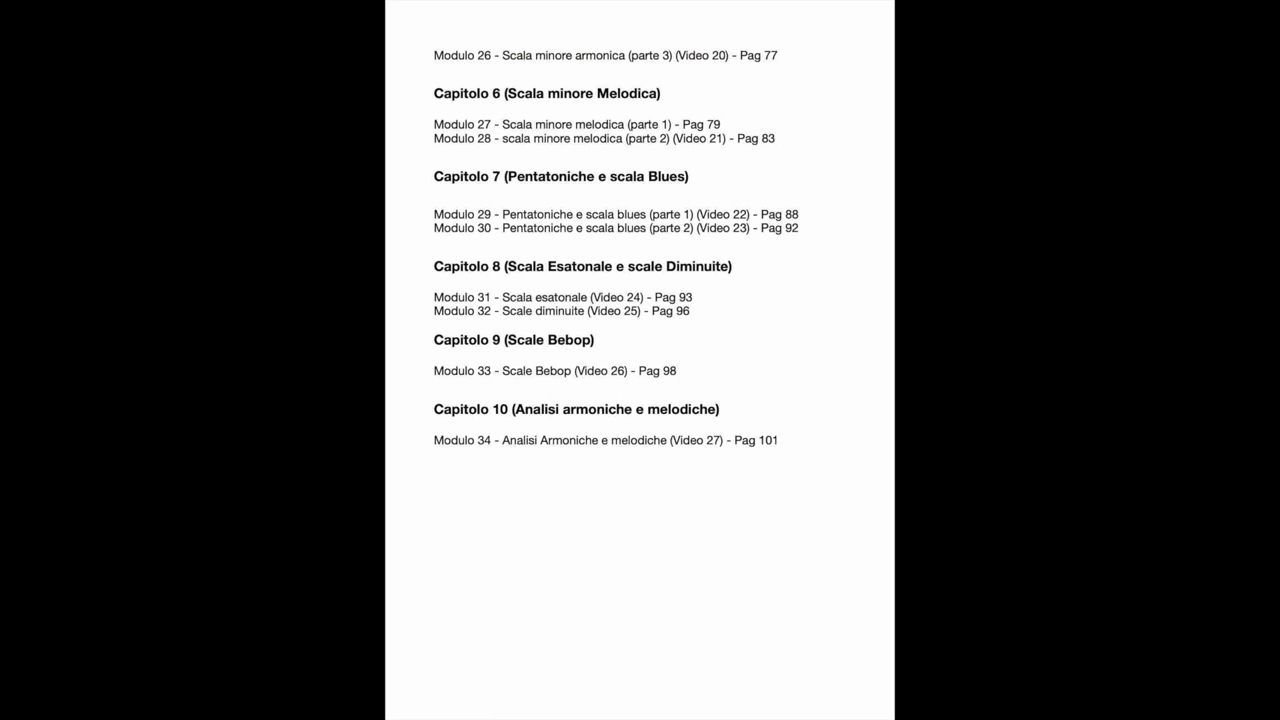 Modulo 26 - Scala minore armonica (parte 3) (Video 20) - Pag 77
Capitolo 6 (Scala minore Melodica)
Modulo 27 - Scala minore melodica (parte 1) - Pag 79
Modulo 28 - scala minore melodica (parte 2) (Video 21) - Pag 83
Capitolo 7 (Pentatoniche e scala Blues)
Modulo 29 - Pentatoniche e scala blues (parte 1) (Video 22) - Pag 88
Modulo 30 - Pentatoniche e scala blues (parte 2) (Video 23) - Pag 92
Capitolo 8 (Scala Esatonale e scale Diminuite)
Modulo 31 - Scala esatonale (Video 24) - Pag 93
Modulo 32 - Scale diminuite (Video 25) - Pag 96
Capitolo 9 (Scale Bebop)
Modulo 33 - Scale Bebop (Video 26) - Pag 98
Capitolo 10 (Analisi armoniche e melodiche)
Modulo 34 - Analisi Armoniche e melodiche (Video 27) - Pag 101